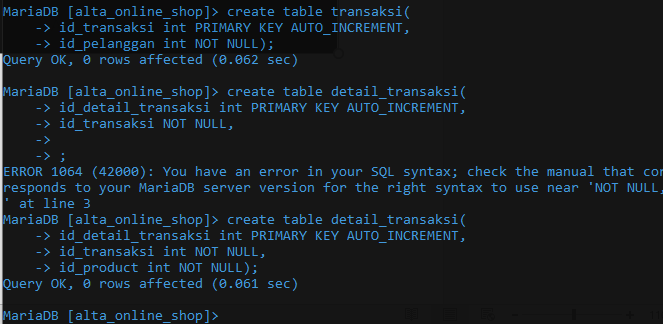 MariaDB [alta_online_shop]> create table transaksi(
    -> id_transaksi int PRIMARY KEY AUTO_INCREMENT,
    -> id_pelanggan int NOT NULL);
Query OK, 0 rows affected (0.062 sec)

MariaDB [alta_online_shop]> create table detail_transaksi(
    -> id_detail_transaksi int PRIMARY KEY AUTO_INCREMENT,
    -> id_transaksi NOT NULL,
    ->
    -> ;
ERROR 1064 (42000): You have an error in your SQL syntax; check the manual that cor
responds to your MariaDB server version for the right syntax to use near 'NOT NULL,
' at line 3
MariaDB [alta_online_shop]> create table detail_transaksi(
    -> id_detail_transaksi int PRIMARY KEY AUTO_INCREMENT,
    -> id_transaksi int NOT NULL,
    -> id_product int NOT NULL);
Query OK, 0 rows affected (0.061 sec)

MariaDB [alta_online_shop]>